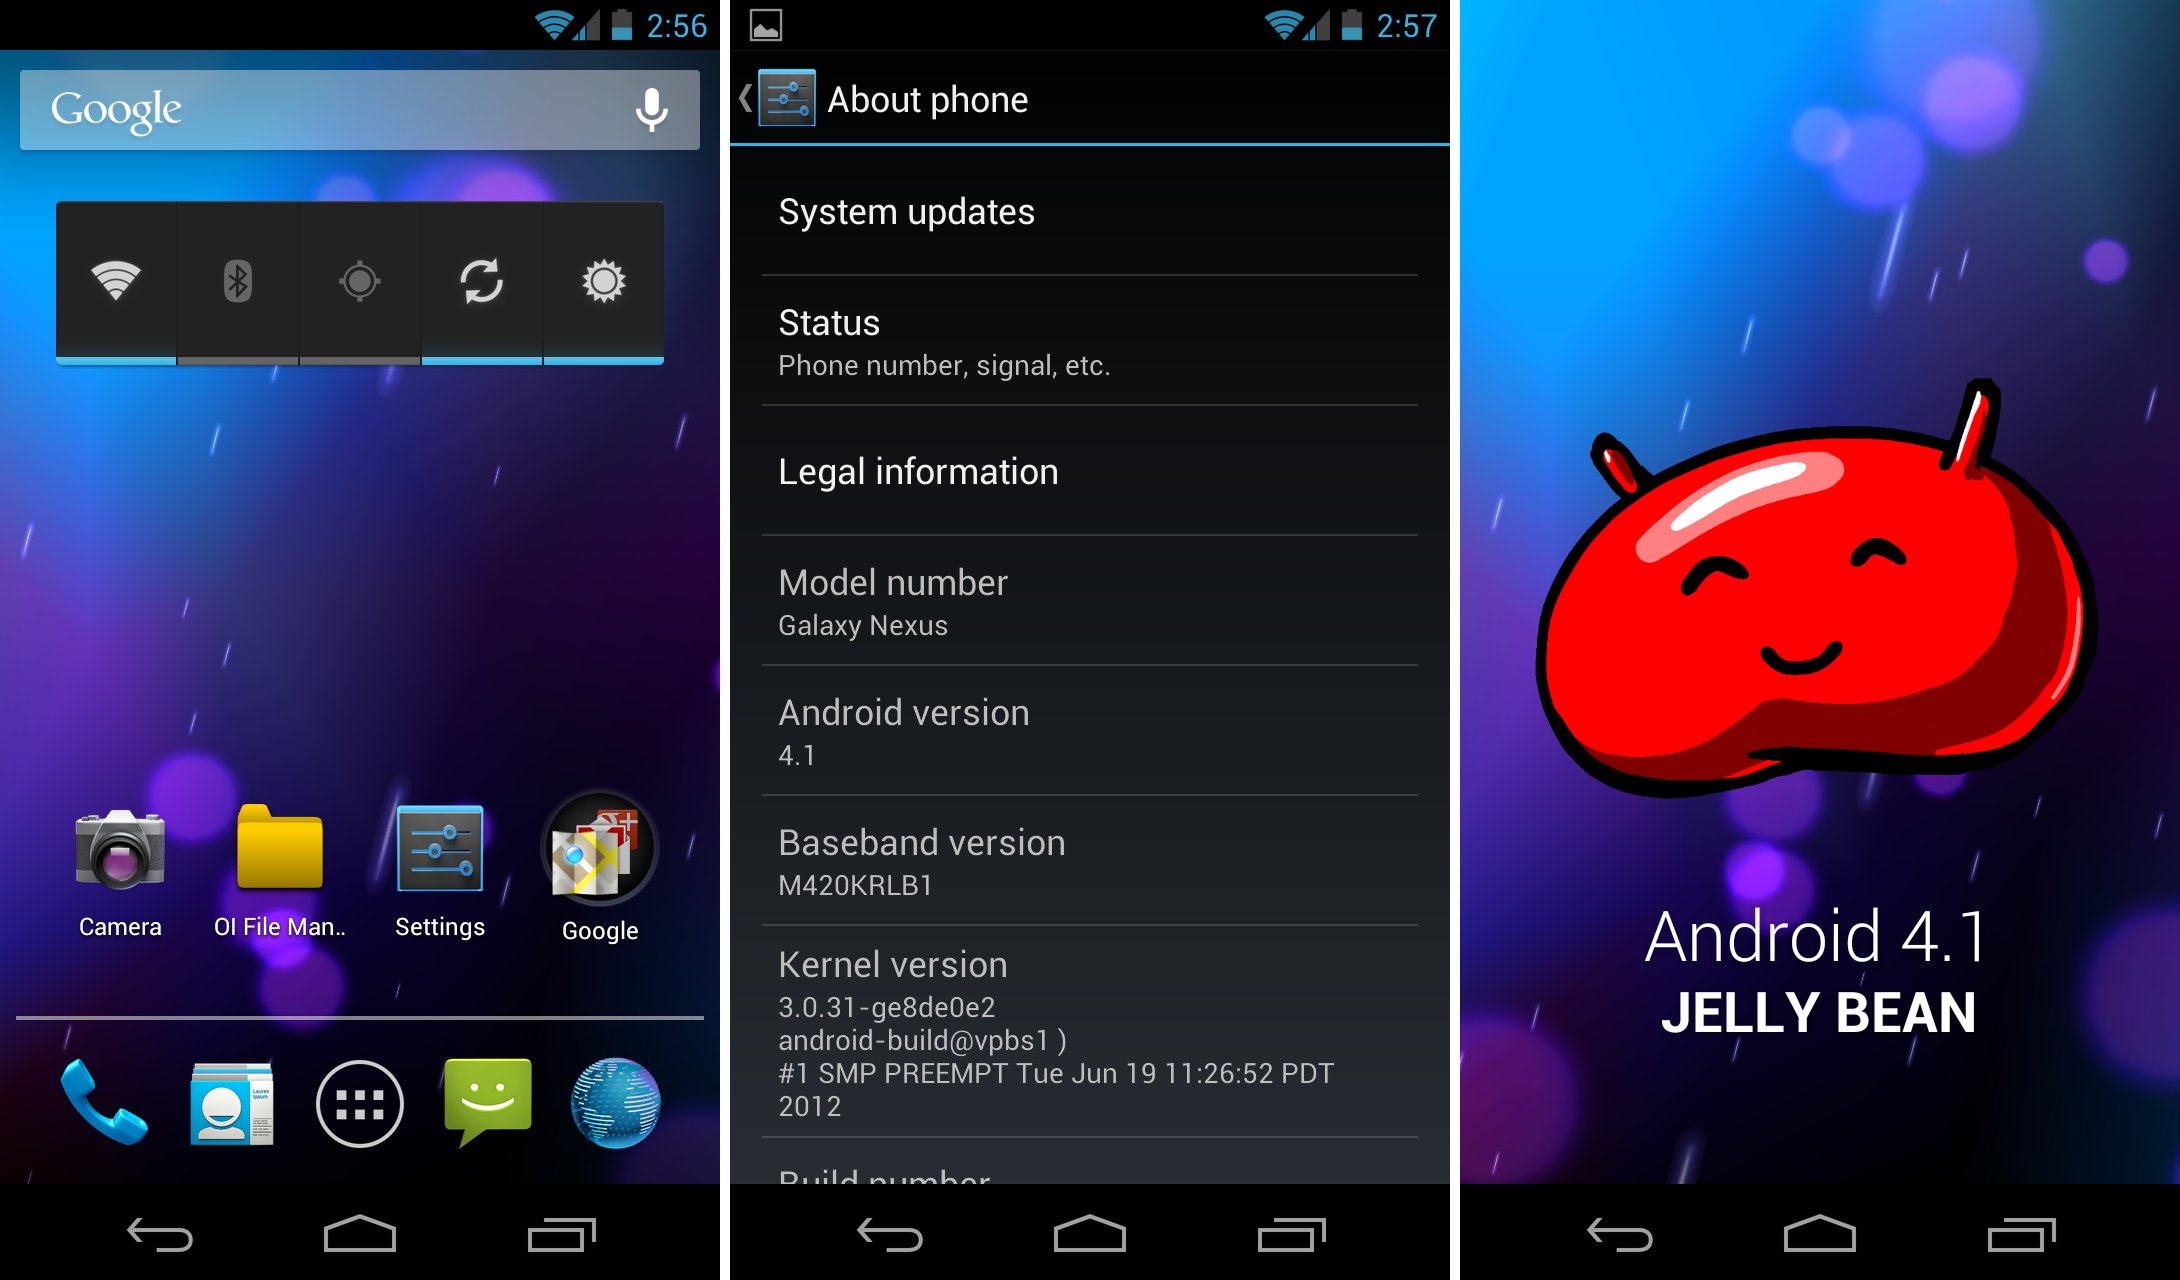 2:56
Google
Camera
OI File Man..
Settings
Google
2:57
About phone
System updates
Status
Phone number, signal, etc.
Legal information
Model number
Galaxy Nexus
Android version
4.1
Baseband version
M420KRLB1
Kernel version
3.0.31-ge8de0e2
android-build@vpbs1 )
#1 SMP PREEMPT Tue Jun 19 11:26:52 PDT
2012
Build number
Android 4.1
JELLY BEAN